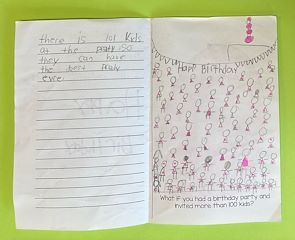 there is 101 kids
at the party so
they can have
the best party
ever
Happy Birthday
What if you had a birthday party and
invited more than 100 kids?